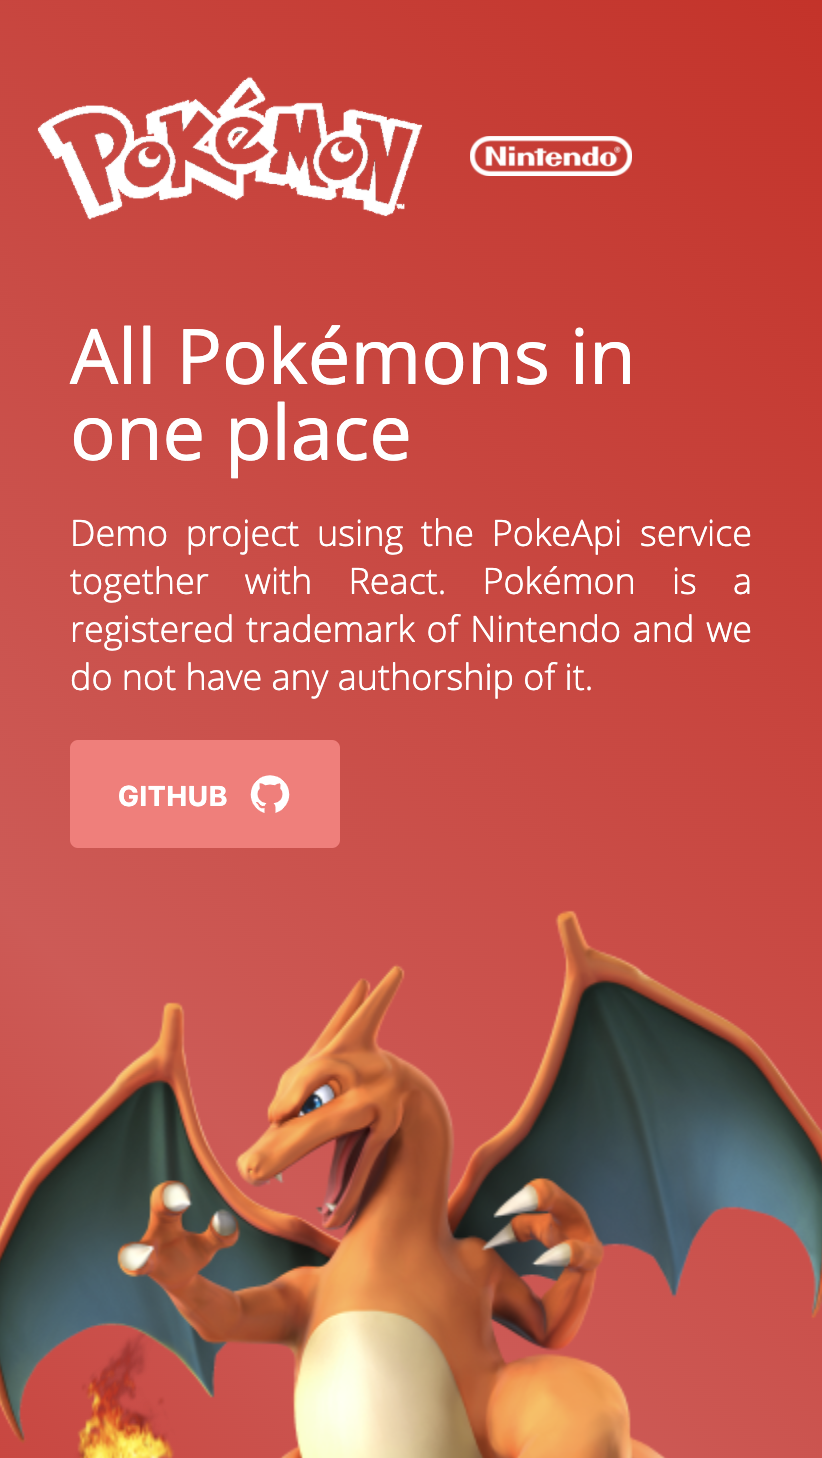 POKéMON™
Nintendo®
All Pokémons in
one place
Demo project using the PokeApi service
together with React. Pokémon is a
registered trademark of Nintendo and we
do not have any authorship of it.
GITHUB